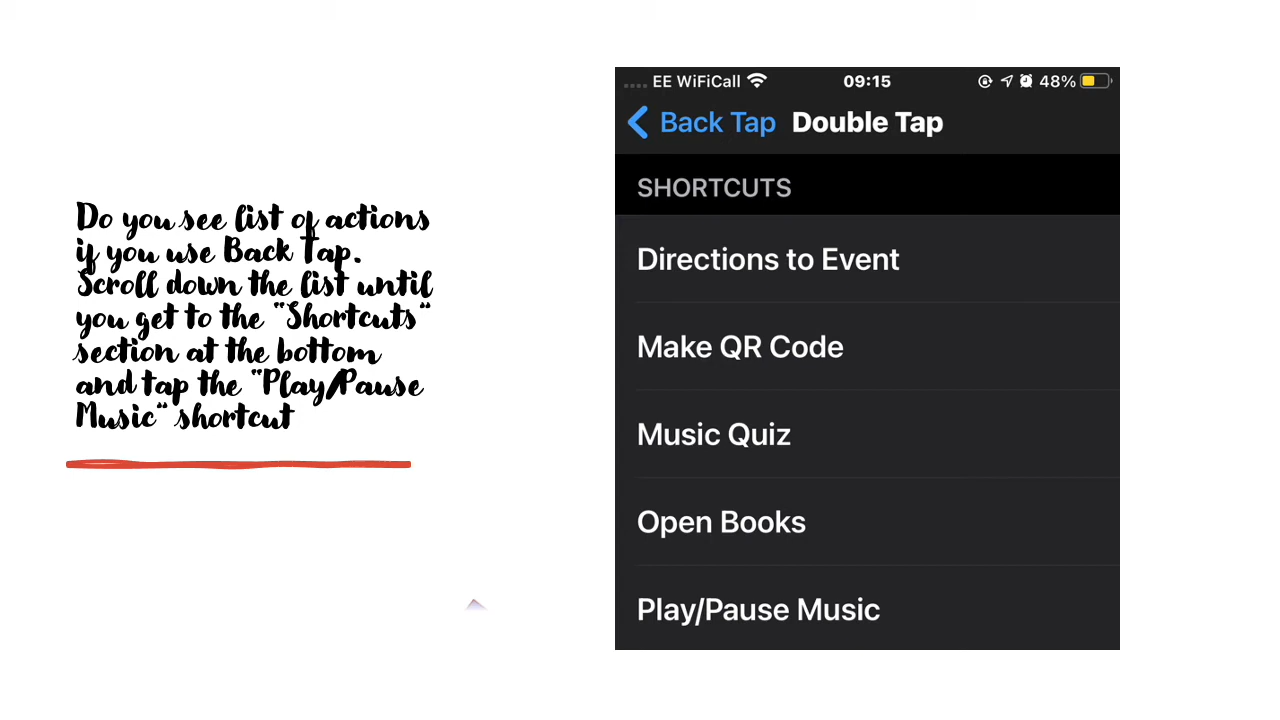 Do you see list of actions
if you use Back Tap.
Scroll down the list until
you get to the "Shortcuts"
section at the bottom
and tap the "Play/Pause
Music" shortcut
EE WiFiCall 09:15 48%
Back Tap Double Tap
SHORTCUTS
Directions to Event
Make QR Code
Music Quiz
Open Books
Play/Pause Music